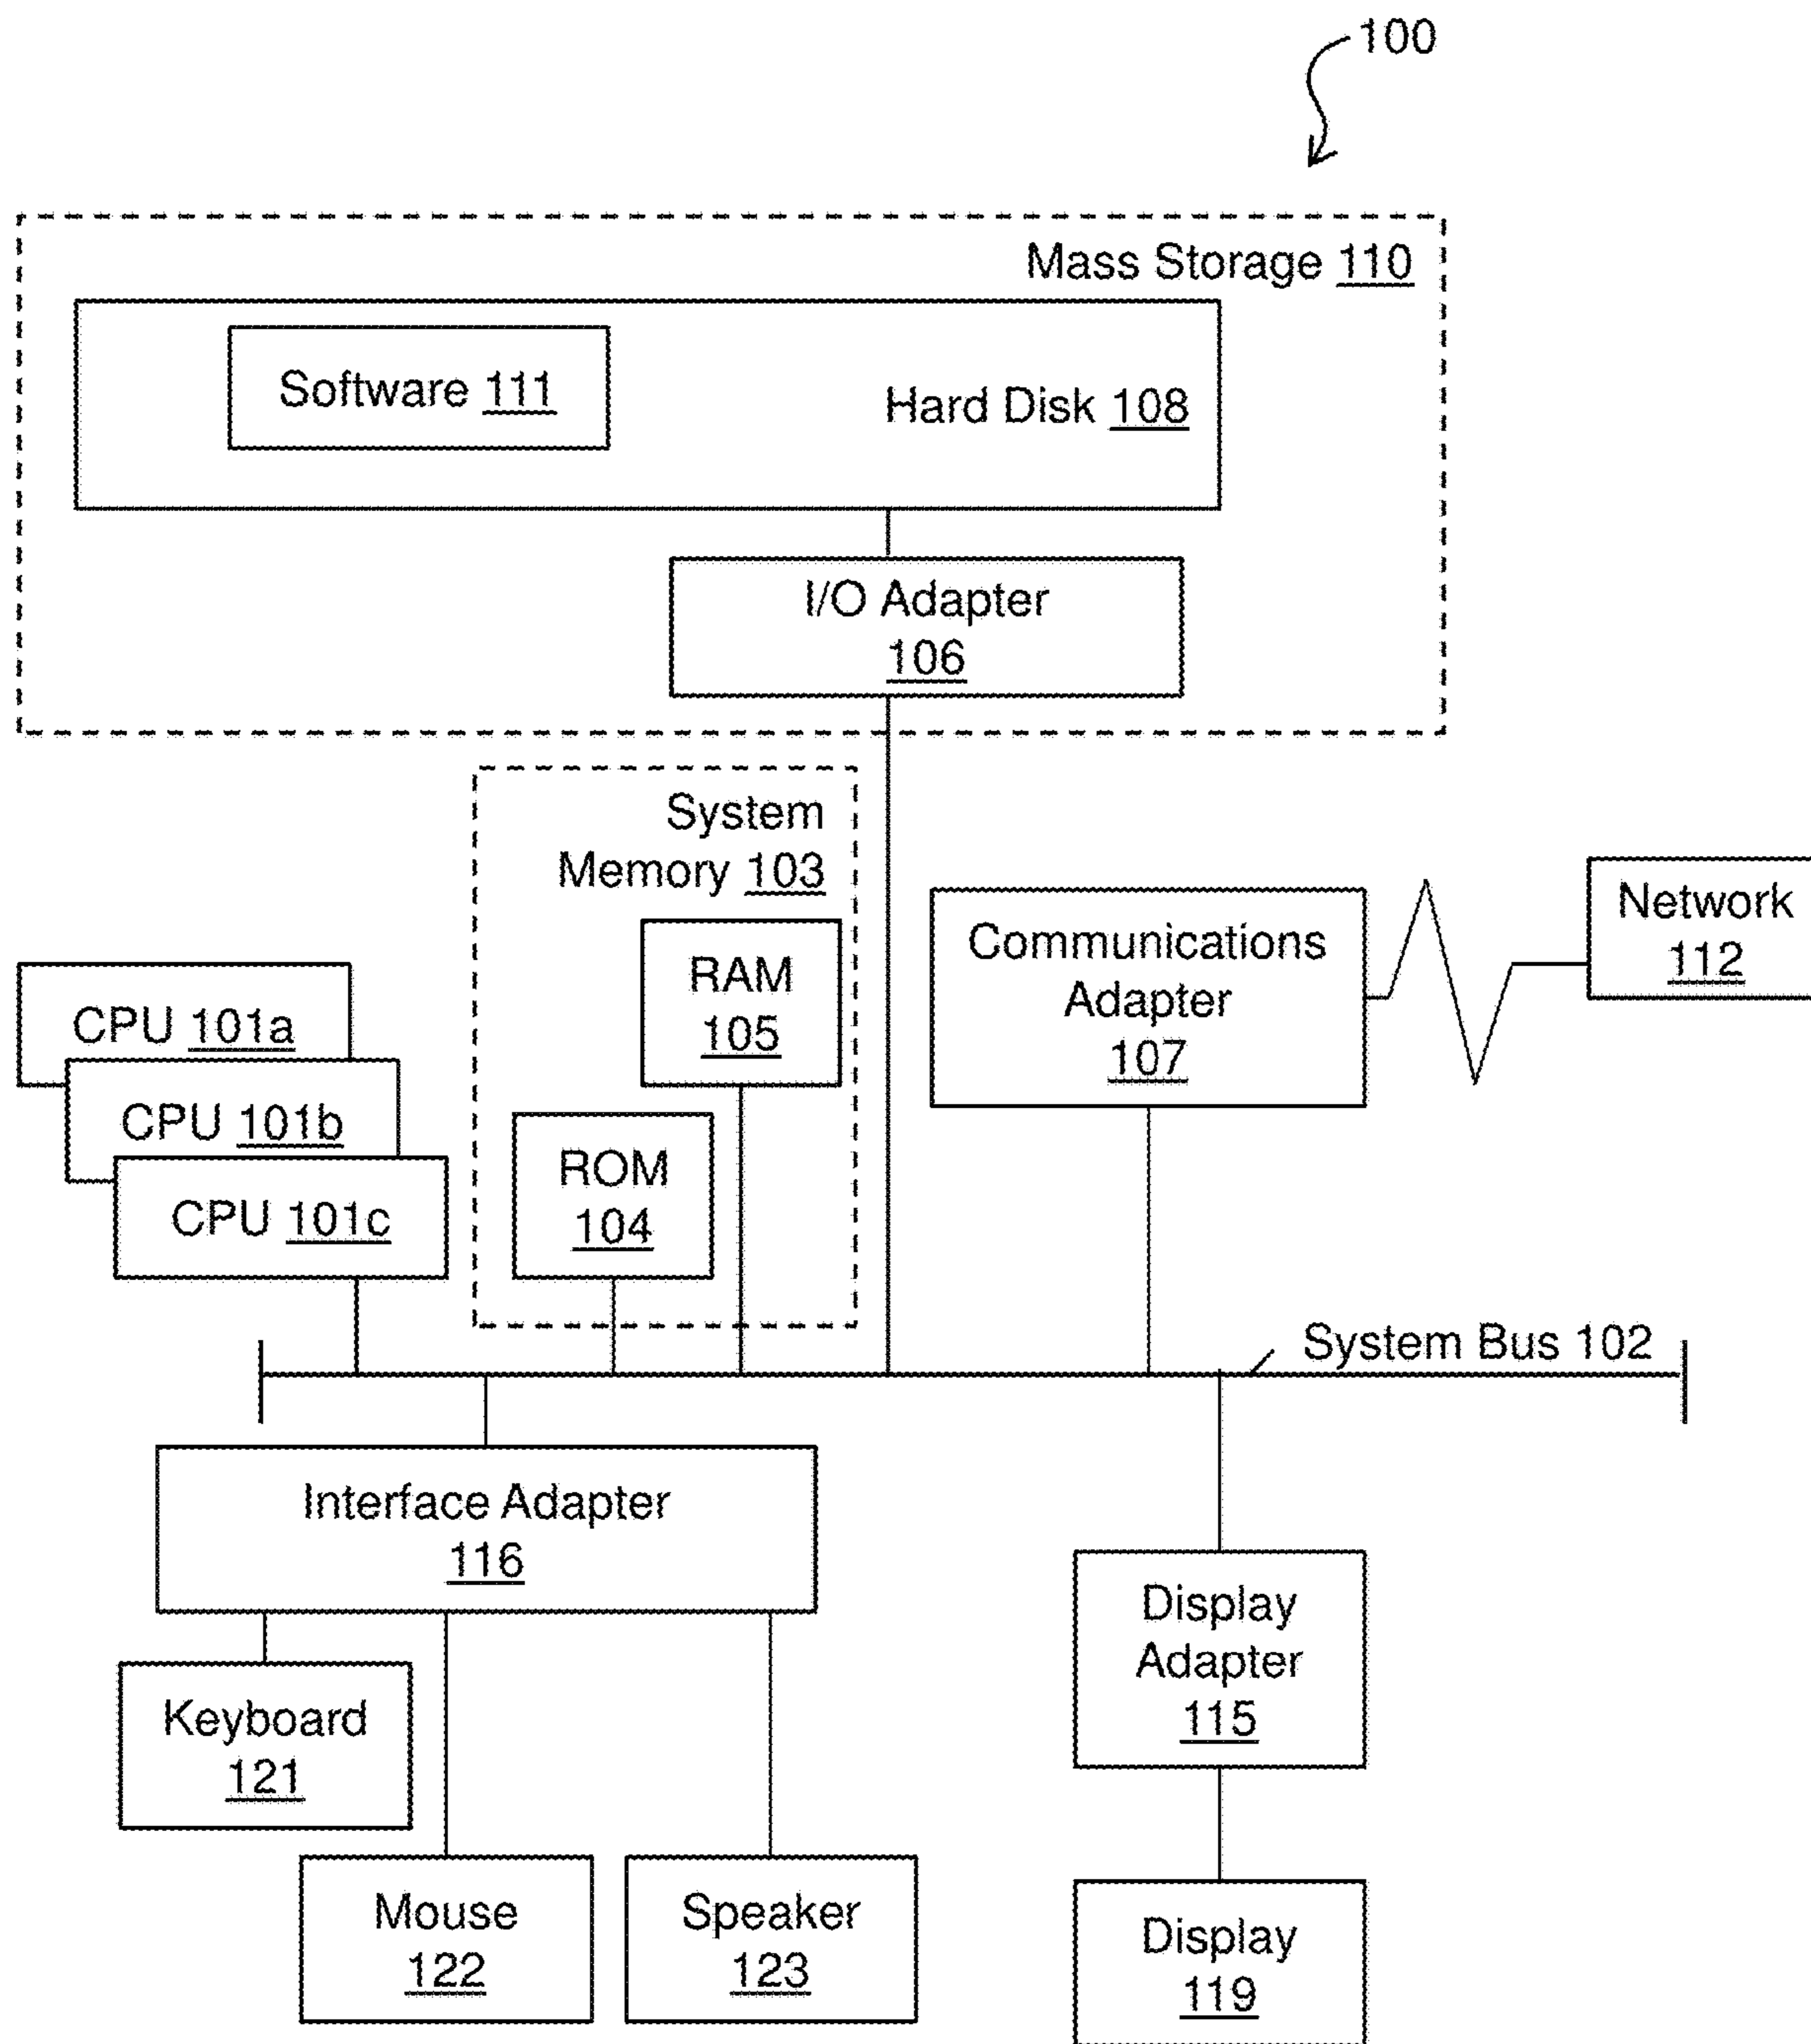 100
Mass Storage 110
Software 111
Hard Disk 108
I/O Adapter
106
System
Memory 103
RAM
105
ROM
104
CPU 101a
CPU 101b
CPU 101c
Communications
Adapter
107
Network
112
System Bus 102
Interface Adapter
116
Keyboard
121
Mouse
122
Speaker
123
Display
Adapter
115
Display
119